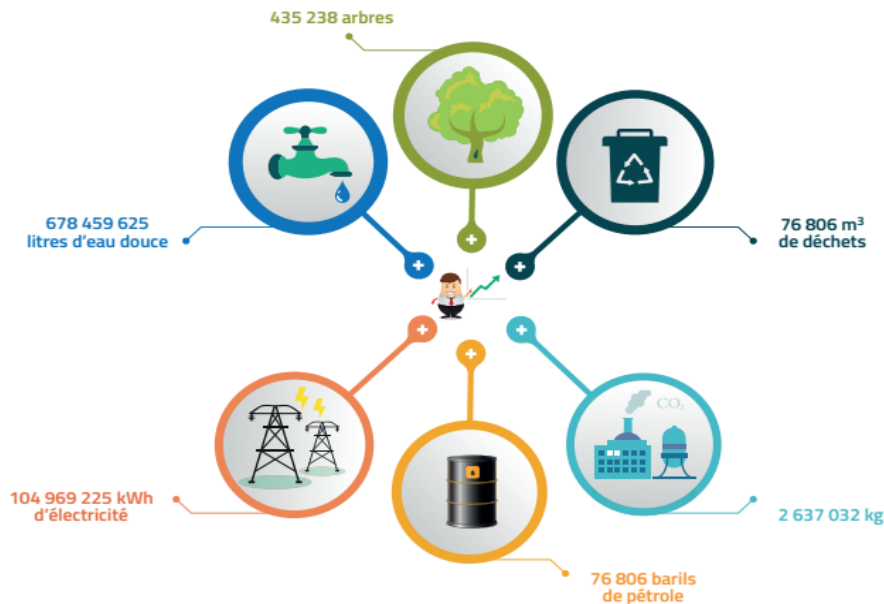 435 238 arbres
678 459 625
litres d'eau douce
76 806 m³
de déchets
CO₂
104 969 225 kWh
d'électricité
2 637 032 kg
76 806 barils
de pétrole